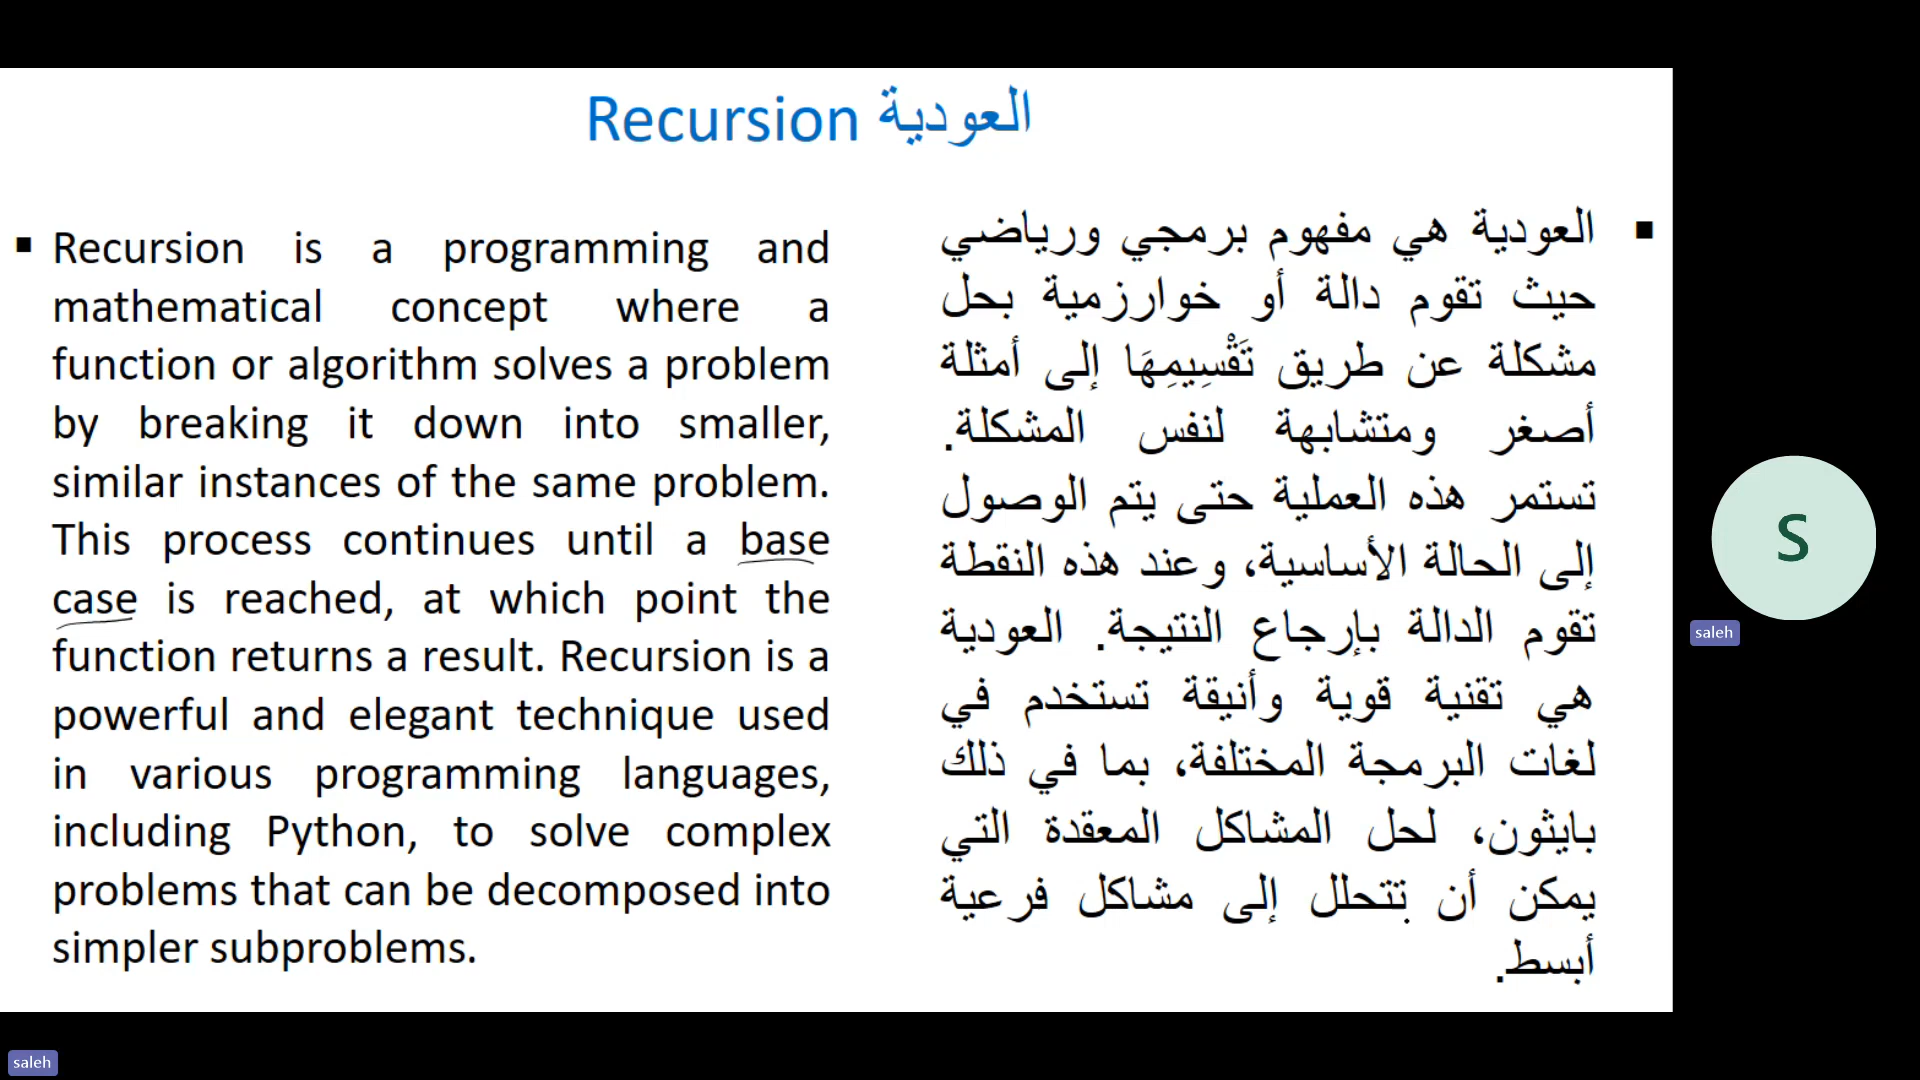 Recursion العودية
Recursion is a programming and
mathematical concept where a
function or algorithm solves a problem
by breaking it down into smaller,
similar instances of the same problem.
This process continues until a base
case is reached, at which point the
function returns a result. Recursion is a
powerful and elegant technique used
in various programming languages,
including Python, to solve complex
problems that can be decomposed into
simpler subproblems.
العودية هي مفهوم برمجي ورياضي
حيث تقوم دالة أو خوارزمية بحل
مشكلة عن طريق تَقْسِيمِهَا إلى أمثلة
أصغر ومتشابهة لنفس المشكلة.
تستمر هذه العملية حتى يتم الوصول
إلى الحالة الأساسية، وعند هذه النقطة
تقوم الدالة بإرجاع النتيجة. العودية
هي تقنية قوية وأنيقة تستخدم في
لغات البرمجة المختلفة، بما في ذلك
بايثون، لحل المشاكل المعقدة التي
يمكن أن تتحلل إلى مشاكل فرعية
أبسط.
S
saleh
saleh